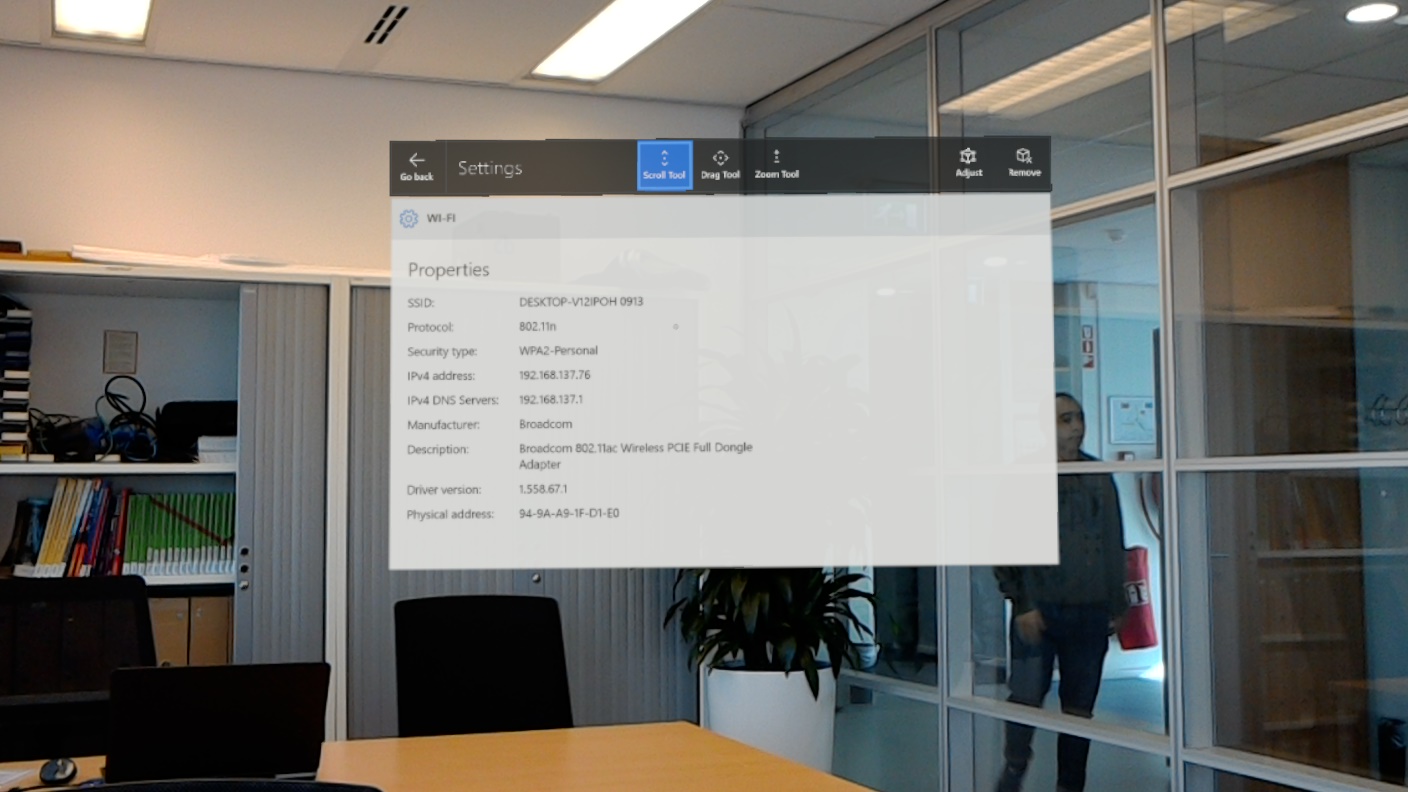 Go back
Settings
Scroll Tool
Drag Tool
Zoom Tool
Adjust
Remove
WI-FI
Properties
SSID: DESKTOP-V12IPOH 0913
Protocol: 802.11n
Security type: WPA2-Personal
IPv4 address: 192.168.137.76
IPv4 DNS Servers: 192.168.137.1
Manufacturer: Broadcom
Description: Broadcom 802.11ac Wireless PCIE Full Dongle
Adapter
Driver version: 1.558.67.1
Physical address: 94-9A-A9-1F-D1-E0